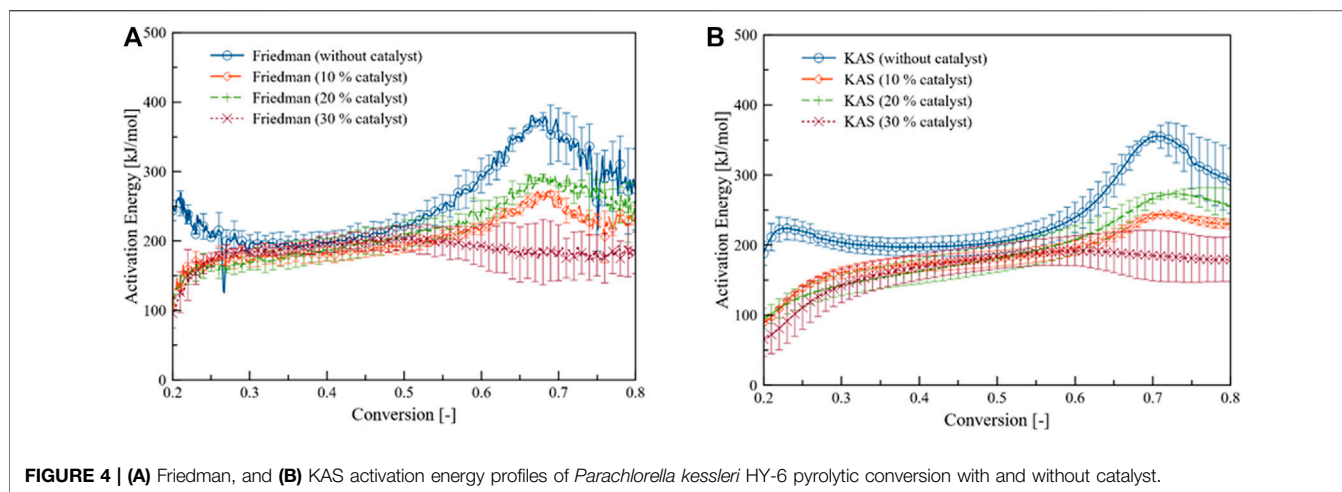 A
500
400
300
200
100
0
Activation Energy [kJ/mol]
Friedman (without catalyst)
Friedman (10 % catalyst)
Friedman (20 % catalyst)
Friedman (30 % catalyst)
0.2 0.3 0.4 0.5 0.6 0.7 0.8
Conversion [-]
B
500
400
300
200
100
0
Activation Energy [kJ/mol]
KAS (without catalyst)
KAS (10 % catalyst)
KAS (20 % catalyst)
KAS (30 % catalyst)
0.2 0.3 0.4 0.5 0.6 0.7 0.8
Conversion [-]
FIGURE 4 | (A) Friedman, and (B) KAS activation energy profiles of Parachlorella kessleri HY-6 pyrolytic conversion with and without catalyst.